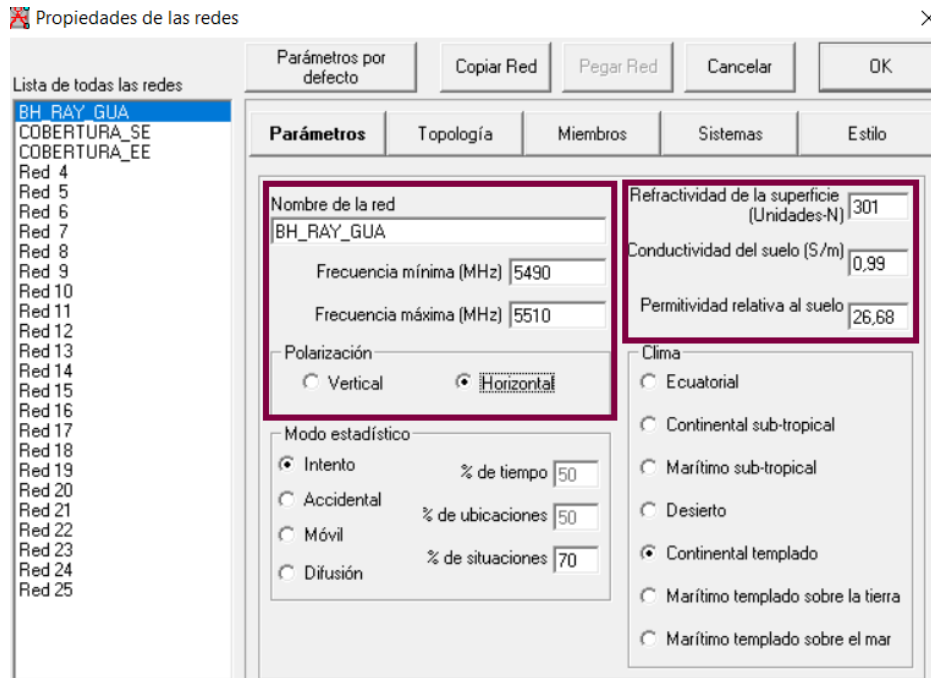 Propiedades de las redes
Parámetros por
defecto
Copiar Red
Pegar Red
Cancelar
OK
Lista de todas las redes
BH_RAY_GUA
COBERTURA_SE
COBERTURA_EE
Red 4
Red 5
Red 6
Red 7
Red 8
Red 9
Red 10
Red 11
Red 12
Red 13
Red 14
Red 15
Red 16
Red 17
Red 18
Red 19
Red 20
Red 21
Red 22
Red 23
Red 24
Red 25
Parámetros
Topología
Miembros
Sistemas
Estilo
Nombre de la red
BH_RAY_GUA
Frecuencia mínima (MHz) 5490
Frecuencia máxima (MHz) 5510
Polarización
Vertical
Horizontal
Modo estadístico
Intento
Accidental
Móvil
Difusión
% de tiempo 50
% de ubicaciones 50
% de situaciones 70
Refractividad de la superficie
(Unidades-N) 301
Conductividad del suelo (S/m) 0,99
Permitividad relativa al suelo 26,68
Clima
Ecuatorial
Continental sub-tropical
Marítimo sub-tropical
Desierto
Continental templado
Marítimo templado sobre la tierra
Marítimo templado sobre el mar